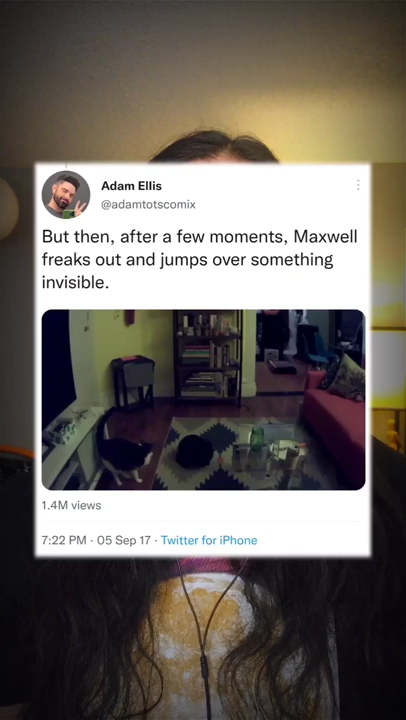 Adam Ellis
@adamtotscomix
But then, after a few moments, Maxwell
freaks out and jumps over something
invisible.
1.4M views
7:22 PM · 05 Sep 17 · Twitter for iPhone